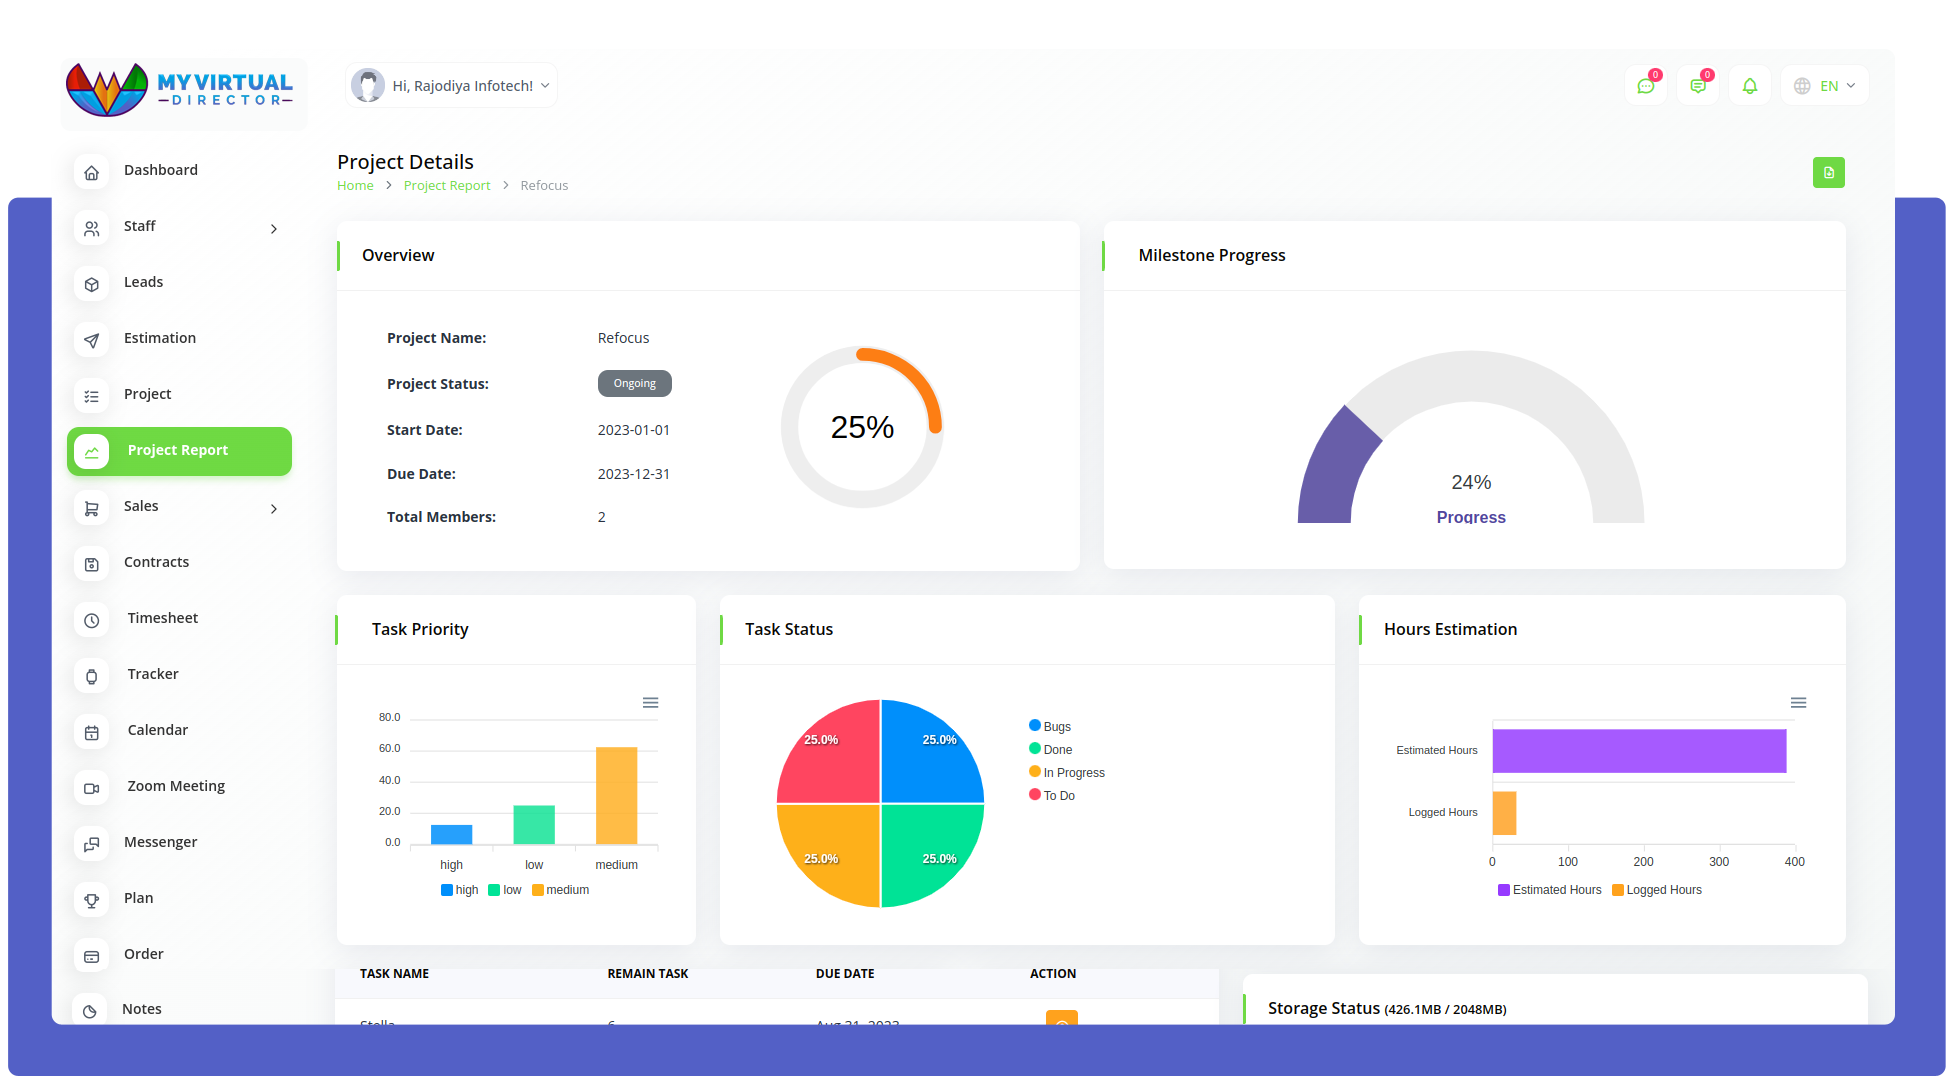 MY VIRTUAL
DIRECTOR
Hi, Rajodiya Infotech!
0
0
EN
Dashboard
Staff
Leads
Estimation
Project
Project Report
Sales
Contracts
Timesheet
Tracker
Calendar
Zoom Meeting
Messenger
Plan
Order
Notes
Project Details
Home > Project Report > Refocus
Overview
Project Name: Refocus
Project Status: Ongoing
Start Date: 2023-01-01
Due Date: 2023-12-31
Total Members: 2
25%
Milestone Progress
24%
Progress
Task Priority
80.0
60.0
40.0
20.0
0.0
high low medium
high low medium
Task Status
25.0% 25.0%
25.0% 25.0%
Bugs
Done
In Progress
To Do
Hours Estimation
Estimated Hours
Logged Hours
0 100 200 300 400
Estimated Hours Logged Hours
TASK NAME REMAIN TASK DUE DATE ACTION
Stella 6 Aug 31, 2023
Storage Status (426.1MB / 2048MB)